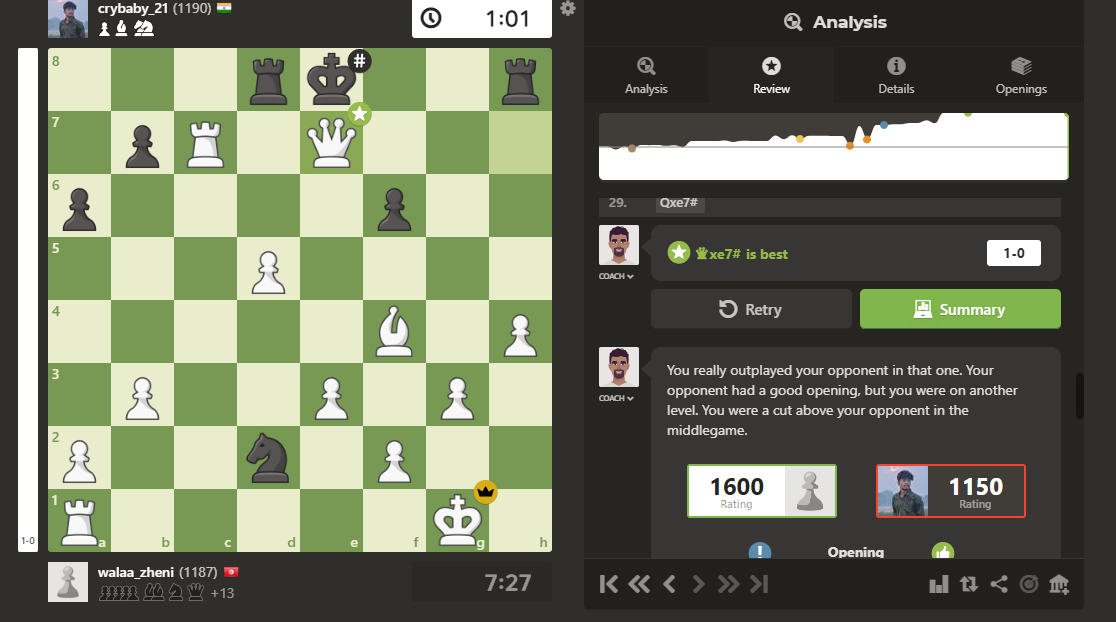 crybaby_21 (1190)
1:01
8
7
6
5
4
3
2
1
a b c d e f g h
#
1-0
walaa_zheni (1187)
+13
7:27
Analysis
Analysis
Review
Details
Openings
29. Qxe7#
COACH
xe7# is best
1-0
Retry
Summary
COACH
You really outplayed your opponent in that one. Your
opponent had a good opening, but you were on another
level. You were a cut above your opponent in the
middlegame.
1600
Rating
1150
Rating
! Opening